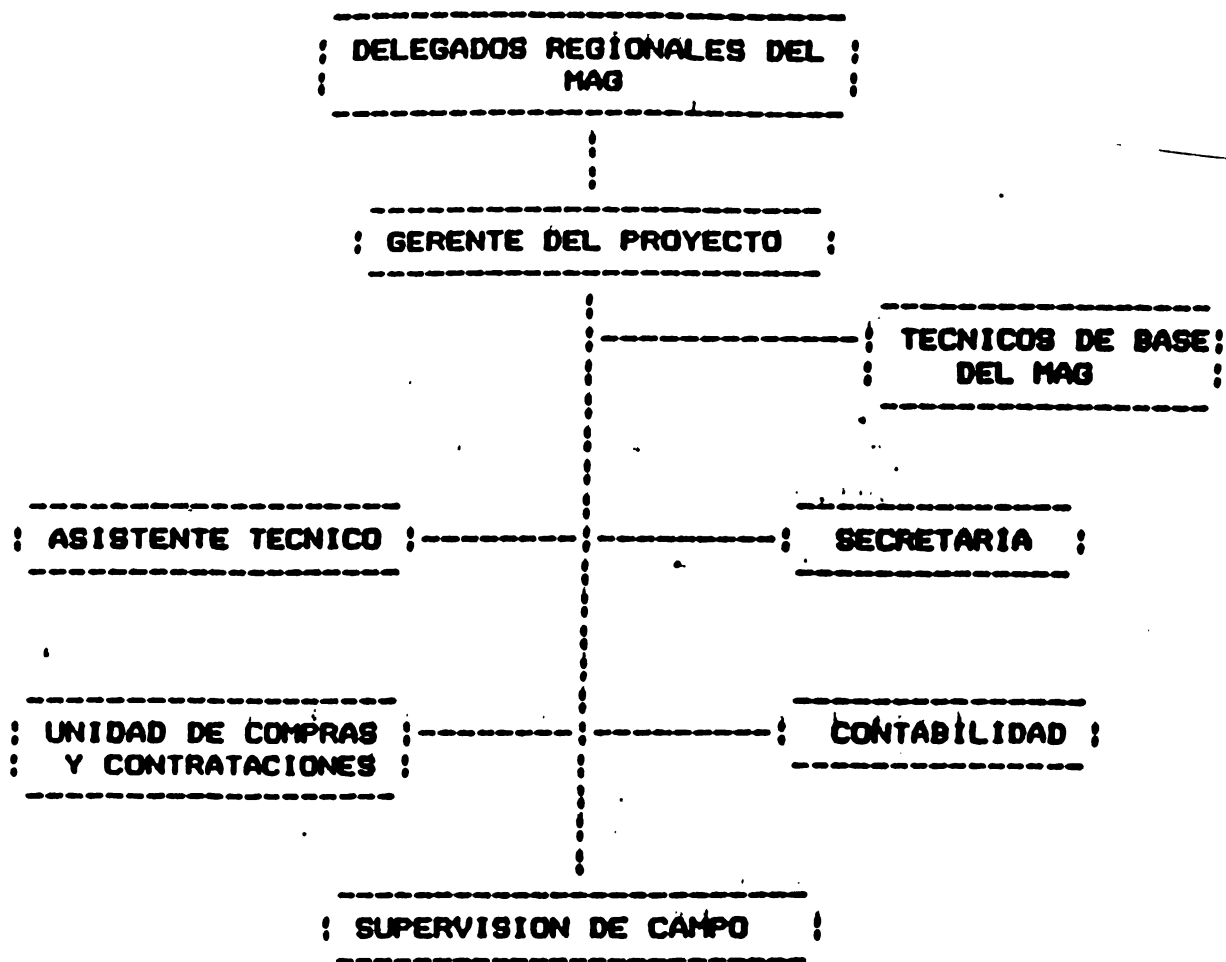 DELEGADOS REGIONALES DEL
MAG
GERENTE DEL PROYECTO
TECNICOS DE BASE
DEL MAG
ASISTENTE TECNICO
SECRETARIA
UNIDAD DE COMPRAS
Y CONTRATACIONES
CONTABILIDAD
SUPERVISION DE CAMPO